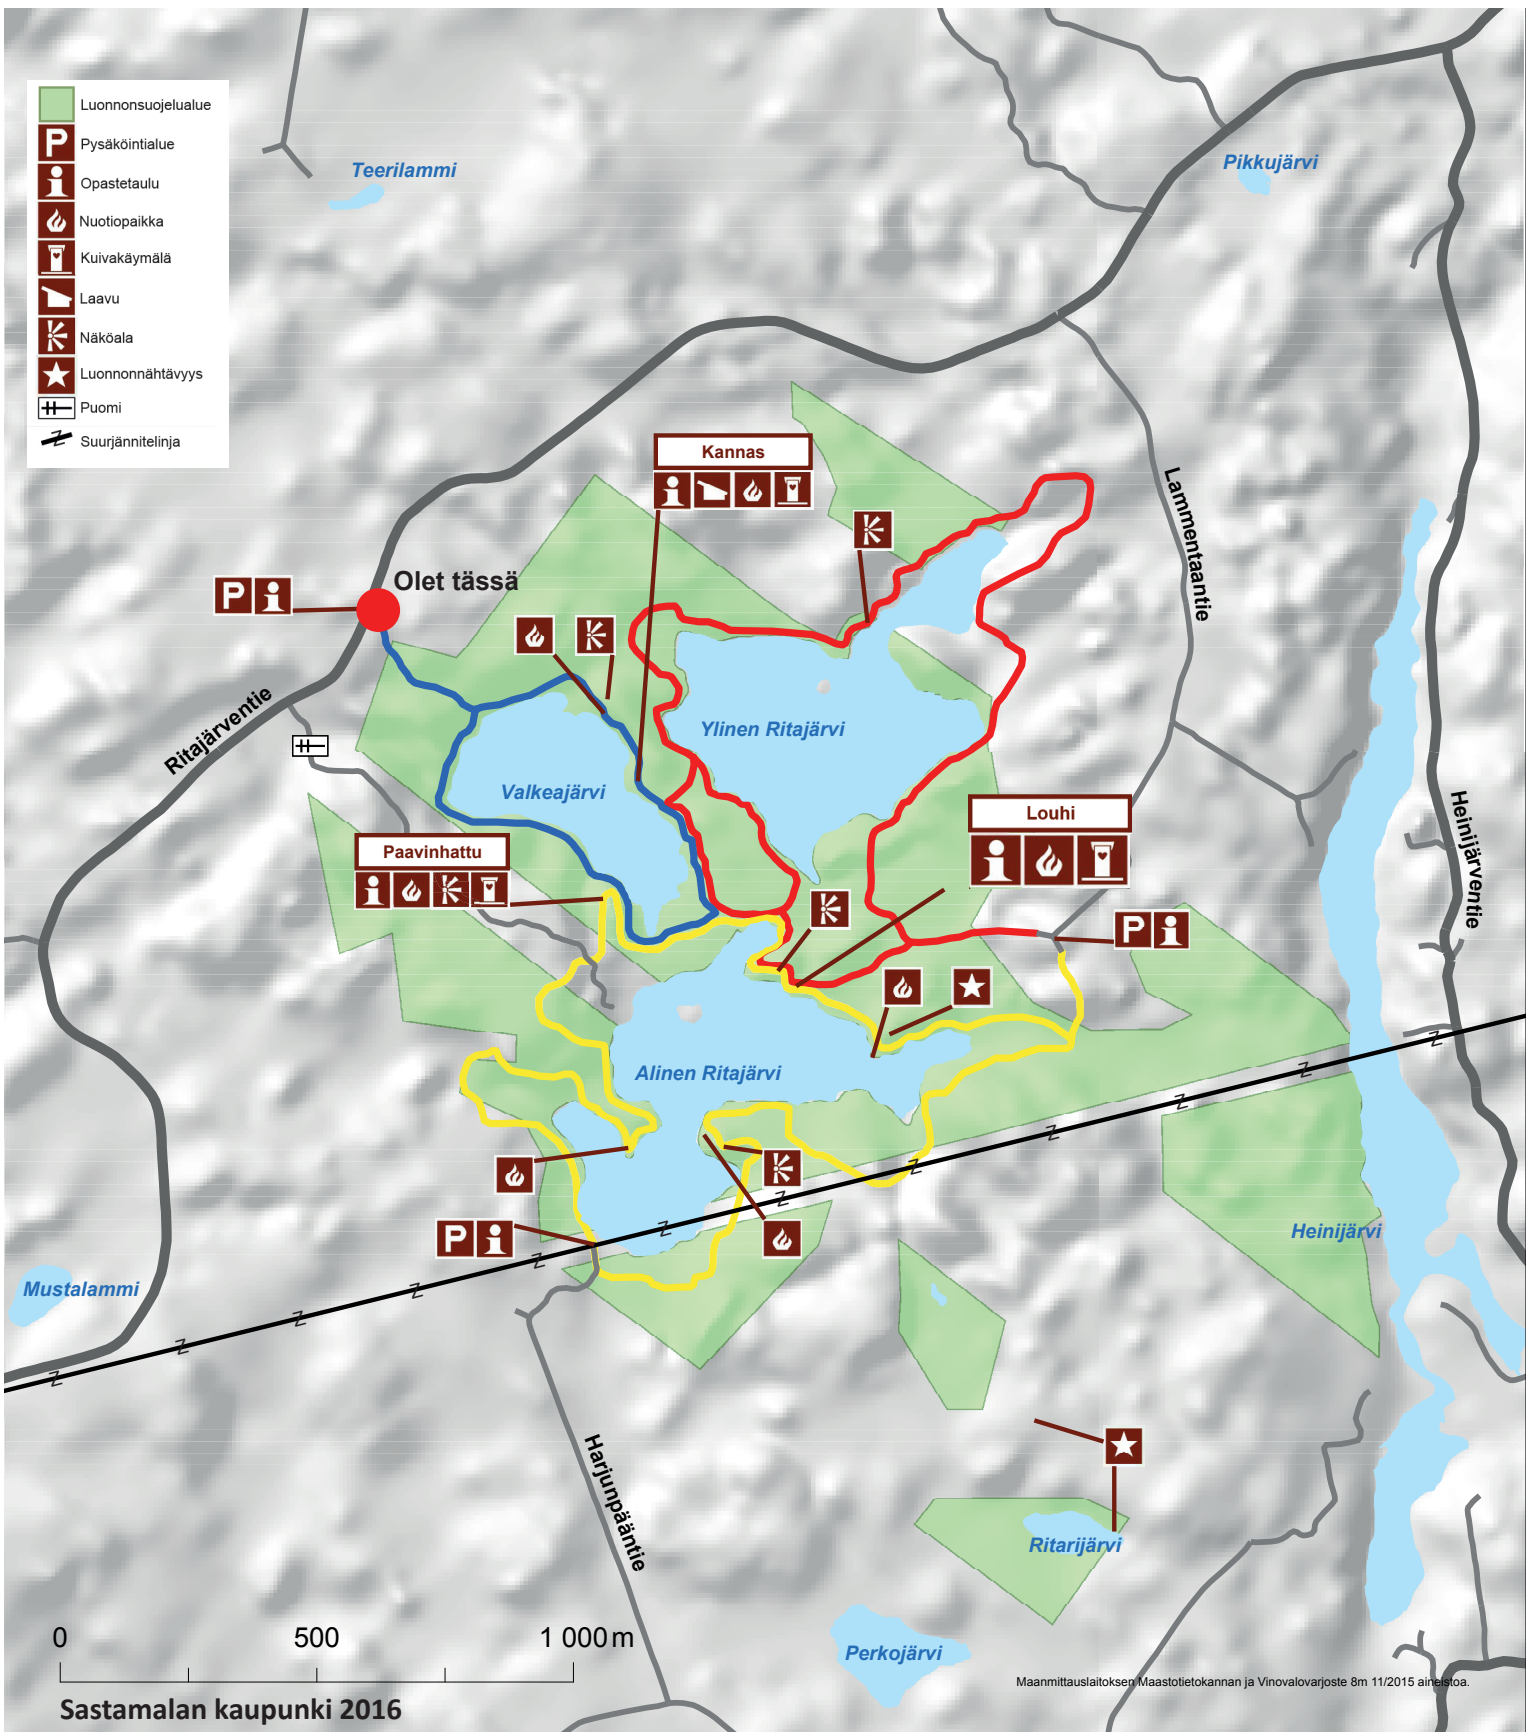 Luonnonsuojelualue
P Pysäköintialue
i Opastetaulu
Nuotiopaikka
Kuivakäymälä
Laavu
Näköala
Luonnonnähtävyys
Puomi
Z Suurjännitelinja
Teerilammi
Pikkujärvi
Kannas
i
Lammentaantie
P i
Olet tässä
Ritajärventie
Ylinen Ritajärvi
Valkeajärvi
Louhi
i
Heinijärventie
Paavinhattu
i
P i
Alinen Ritajärvi
P i
Heinijärvi
Mustalammi
Harjunpääntie
Ritarijärvi
Perkojärvi
0 500 1 000 m
Maanmittauslaitoksen Maastotietokannan ja Vinovalovarjoste 8m 11/2015 aineistoa.
Sastamalan kaupunki 2016